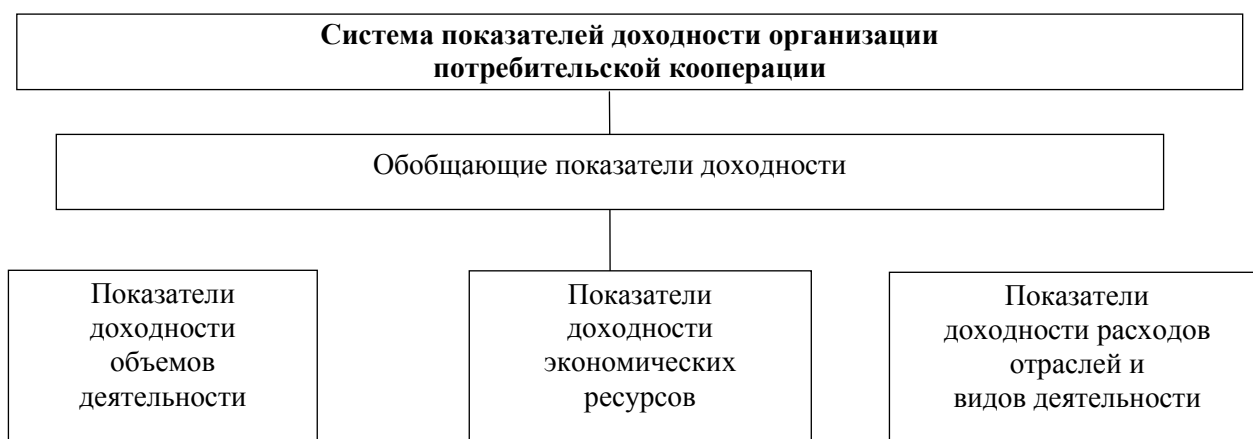 Система показателей доходности организации
потребительской кооперации
Обобщающие показатели доходности
Показатели
доходности
объемов
деятельности
Показатели
доходности
экономических
ресурсов
Показатели
доходности расходов
отраслей и
видов деятельности